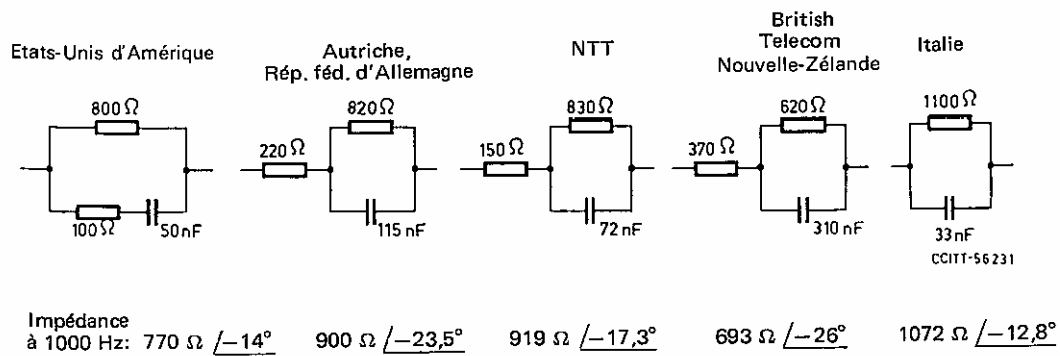 Etats-Unis d'Amérique
800 Ω
100 Ω
50 nF
Autriche,
Rép. féd. d'Allemagne
820 Ω
220 Ω
115 nF
NTT
830 Ω
150 Ω
72 nF
British
Telecom
Nouvelle-Zélande
620 Ω
370 Ω
310 nF
Italie
1100 Ω
33 nF
CCITT-56231
Impédance
à 1000 Hz: 770 Ω /−14° 900 Ω /−23,5° 919 Ω /−17,3° 693 Ω /−26° 1072 Ω /−12,8°